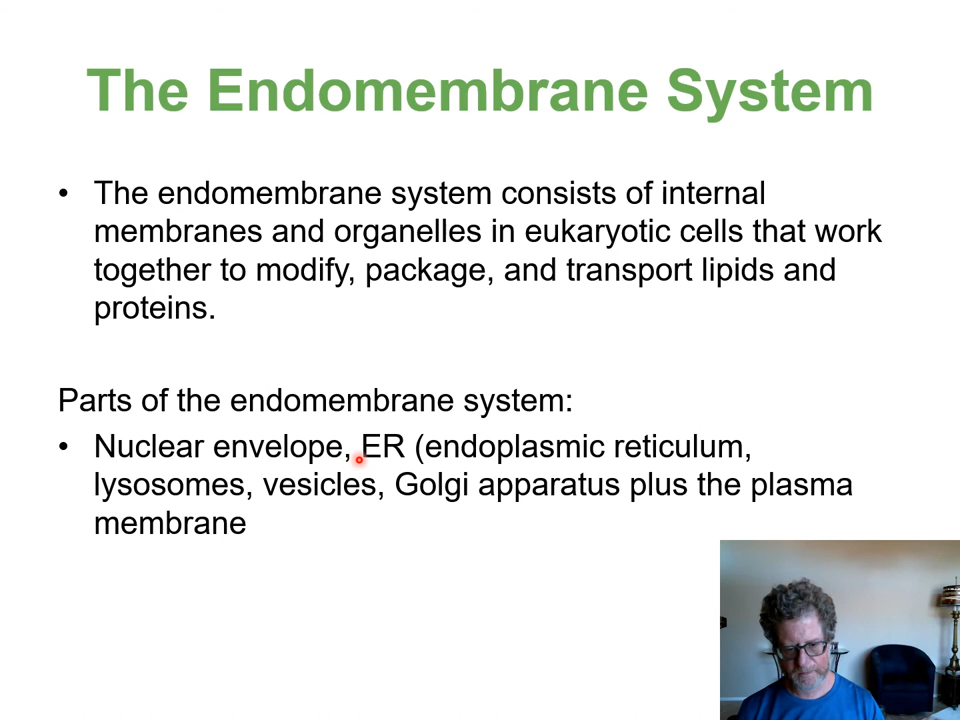 The Endomembrane System
• The endomembrane system consists of internal
membranes and organelles in eukaryotic cells that work
together to modify, package, and transport lipids and
proteins.
Parts of the endomembrane system:
• Nuclear envelope, ER (endoplasmic reticulum,
lysosomes, vesicles, Golgi apparatus plus the plasma
membrane